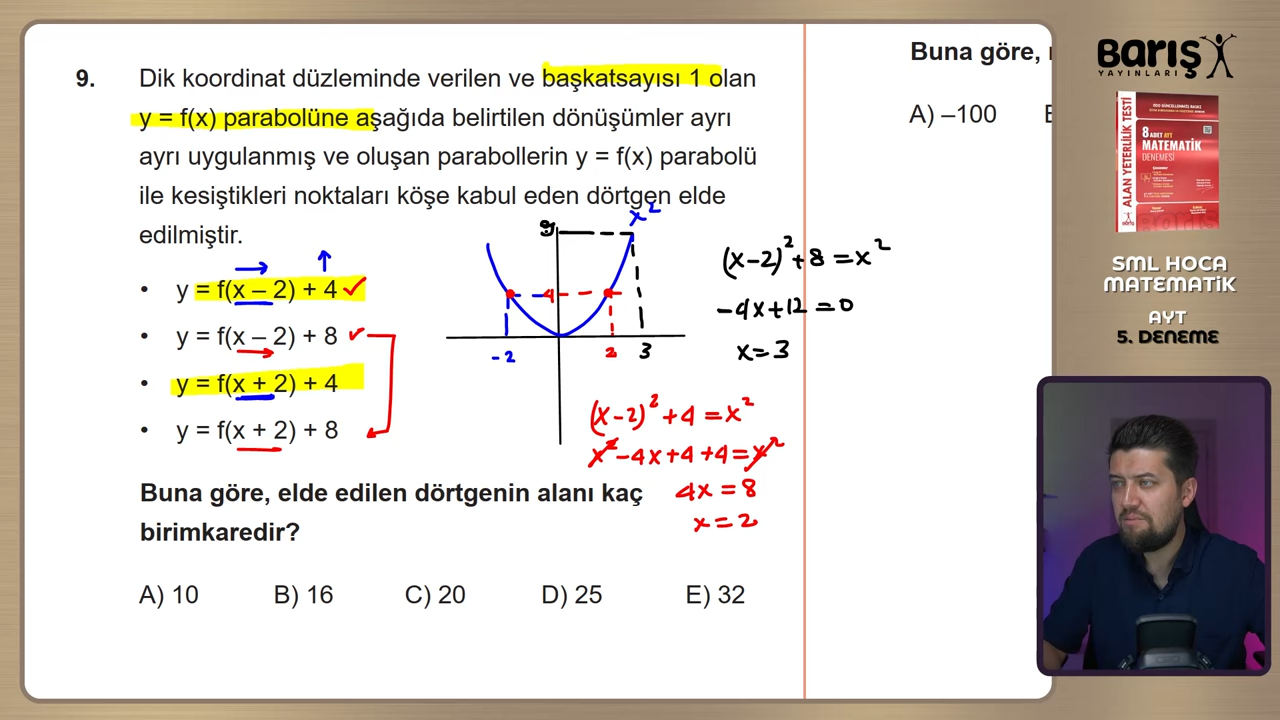 9. Dik koordinat düzleminde verilen ve başkatsayısı 1 olan
y = f(x) parabolüne aşağıda belirtilen dönüşümler ayrı
ayrı uygulanmış ve oluşan parabollerin y = f(x) parabolü
ile kesiştikleri noktaları köşe kabul eden dörtgen elde
edilmiştir.
• y = f(x – 2) + 4
• y = f(x – 2) + 8
• y = f(x + 2) + 4
• y = f(x + 2) + 8
x²
9
4
-2
2
3
(x-2)²+8=x²
-4x+12=0
x=3
(x-2)²+4=x²
x²-4x+4+4=x²
4x=8
x=2
Buna göre, elde edilen dörtgenin alanı kaç
birimkaredir?
A) 10 B) 16 C) 20 D) 25 E) 32
Buna göre,
A) –100
BARIŞ
YAYINLARI
ALAN YETERLİLİK TESTİ
8 ADET AYT
MATEMATİK
DENEMESİ
SML HOCA
MATEMATİK
AYT
5. DENEME